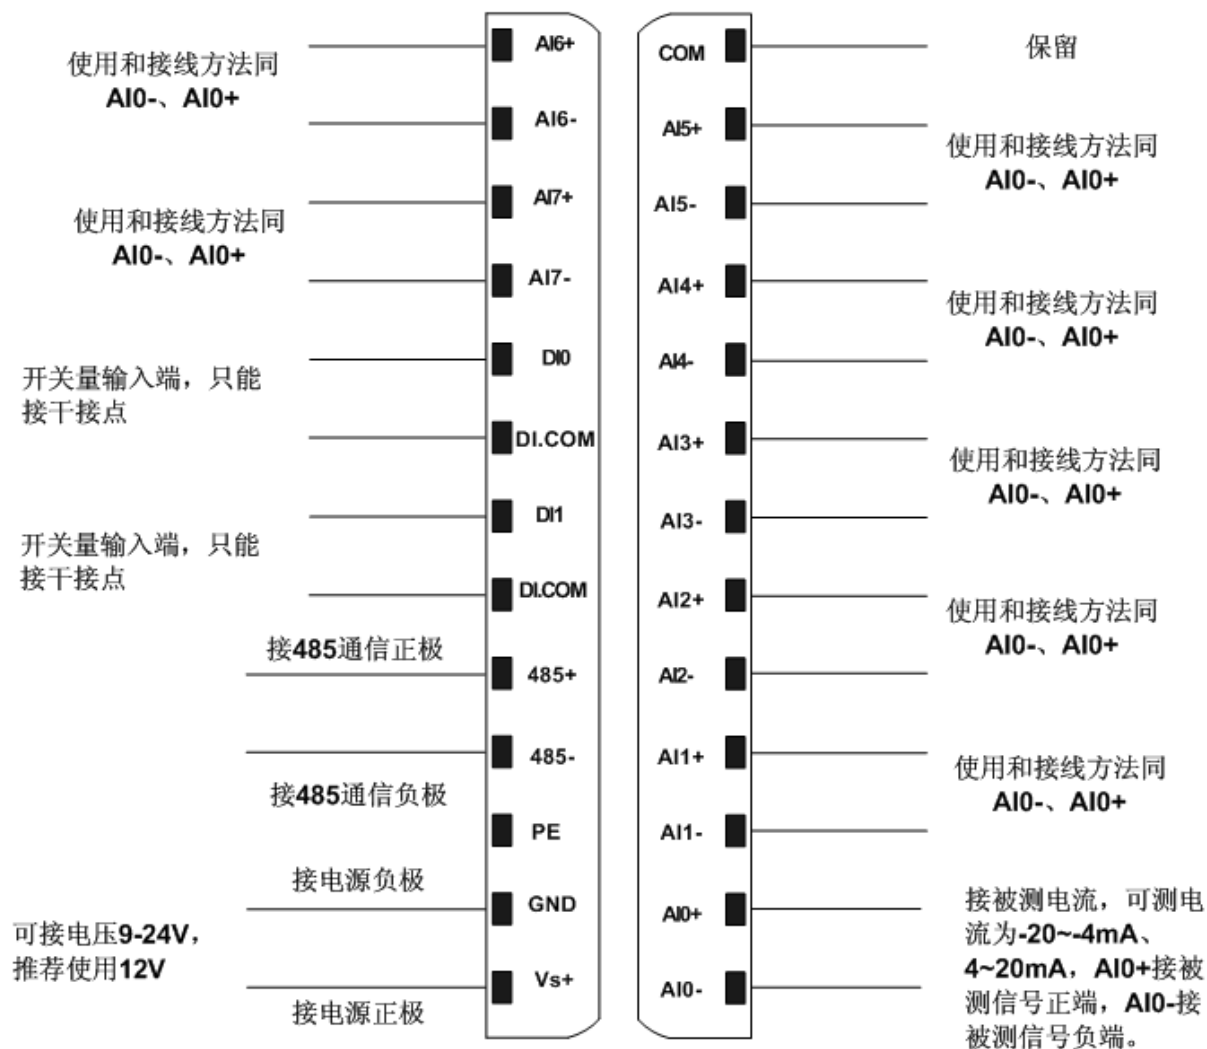 AI6+
使用和接线方法同
AI0-、AI0+
AI6-
AI7+
使用和接线方法同
AI0-、AI0+
AI7-
DI0
开关量输入端，只能
接干接点
DI.COM
DI1
开关量输入端，只能
接干接点
DI.COM
接485通信正极
485+
485-
接485通信负极
PE
接电源负极
GND
可接电压9-24V，
推荐使用12V
Vs+
接电源正极
COM
保留
AI5+
使用和接线方法同
AI0-、AI0+
AI5-
AI4+
使用和接线方法同
AI0-、AI0+
AI4-
AI3+
使用和接线方法同
AI0-、AI0+
AI3-
AI2+
使用和接线方法同
AI0-、AI0+
AI2-
AI1+
使用和接线方法同
AI0-、AI0+
AI1-
AI0+
接被测电流，可测电
流为-20~-4mA、
4~20mA，AI0+接被
测信号正端，AI0-接
被测信号负端。
AI0-